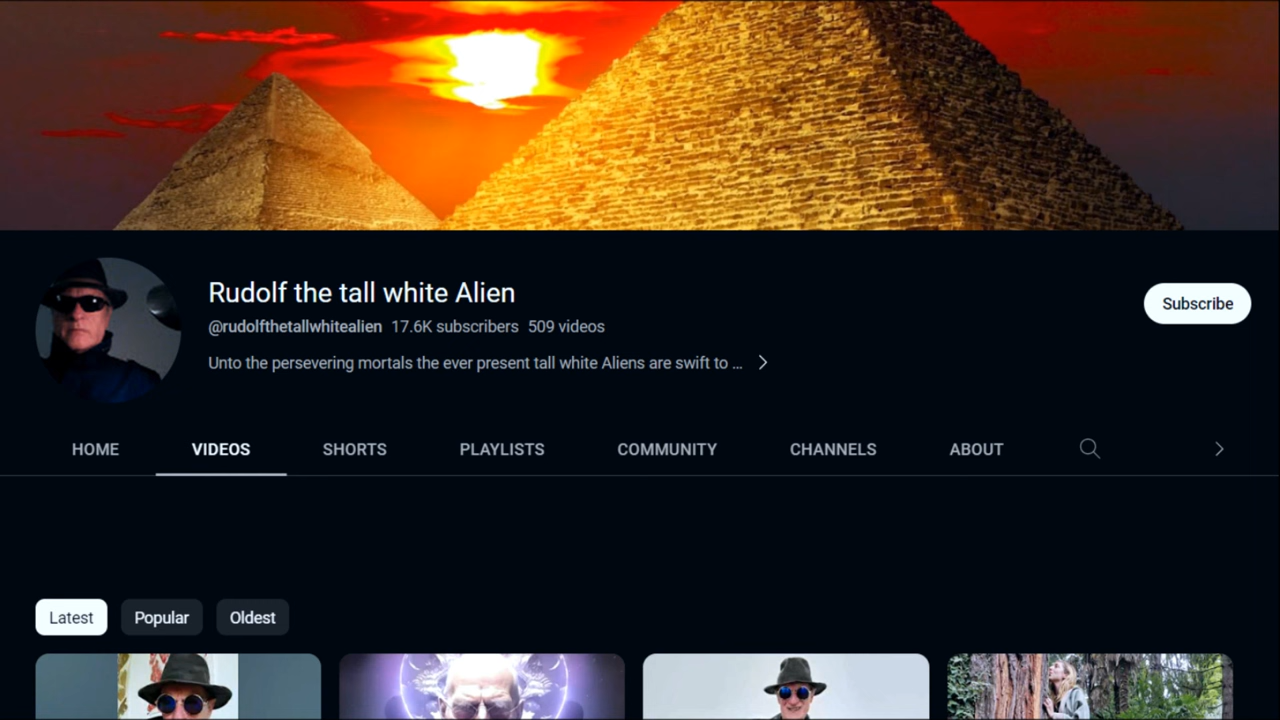 Rudolf the tall white Alien
Subscribe
@rudolfthetallwhitealien 17.6K subscribers 509 videos
Unto the persevering mortals the ever present tall white Aliens are swift to ...
HOME VIDEOS SHORTS PLAYLISTS COMMUNITY CHANNELS ABOUT
Latest Popular Oldest